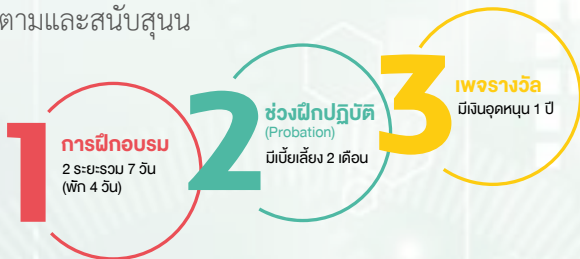 ตามและสนับสุนน
1
การฝึกอบรม
2 ระยะรวม 7 วัน
(พัก 4 วัน)
2
ช่วงฝึกปฏิบัติ
(Probation)
มีเบี้ยเลี้ยง 2 เดือน
3
เพจรางวัล
มีเงินอุดหนุน 1 ปี